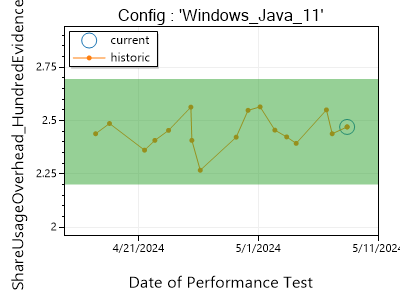 Config : 'Windows_Java_11'
current
historic
ShareUsageOverhead_HundredEvidences
2.75
2.5
2.25
2
4/21/2024
5/1/2024
5/11/2024
Date of Performance Test